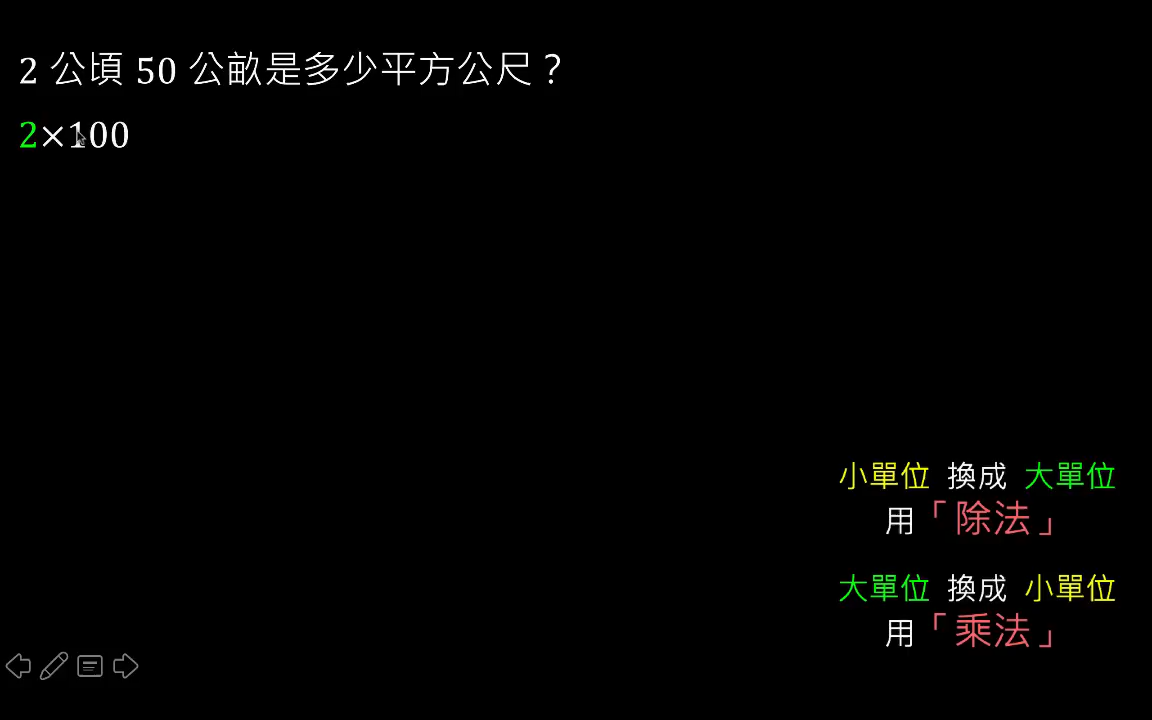 2 公頃 50 公畝是多少平方公尺？
2×100
小單位 換成 大單位
用「除法」
大單位 換成 小單位
用「乘法」